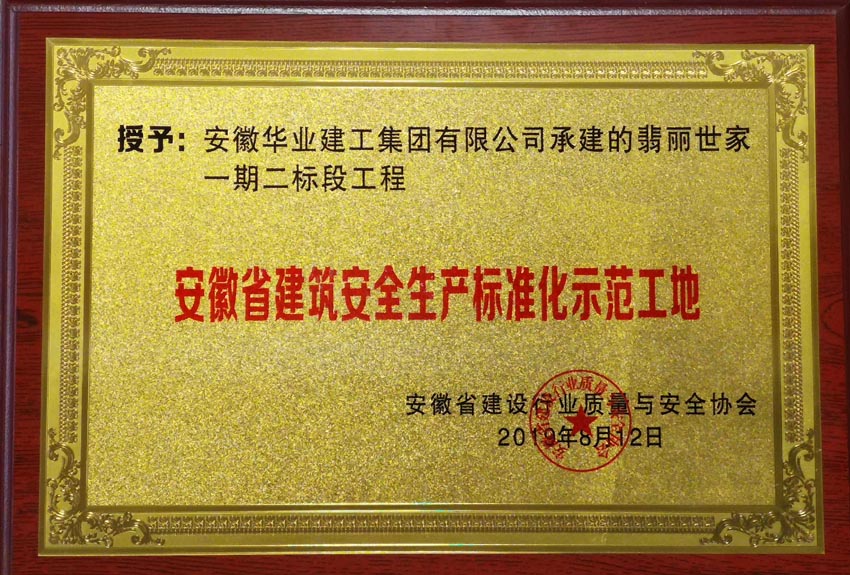 授予：安徽华业建工集团有限公司承建的翡丽世家
一期二标段工程
安徽省建筑安全生产标准化示范工地
安徽省建设行业质量与安全协会
2019年8月12日